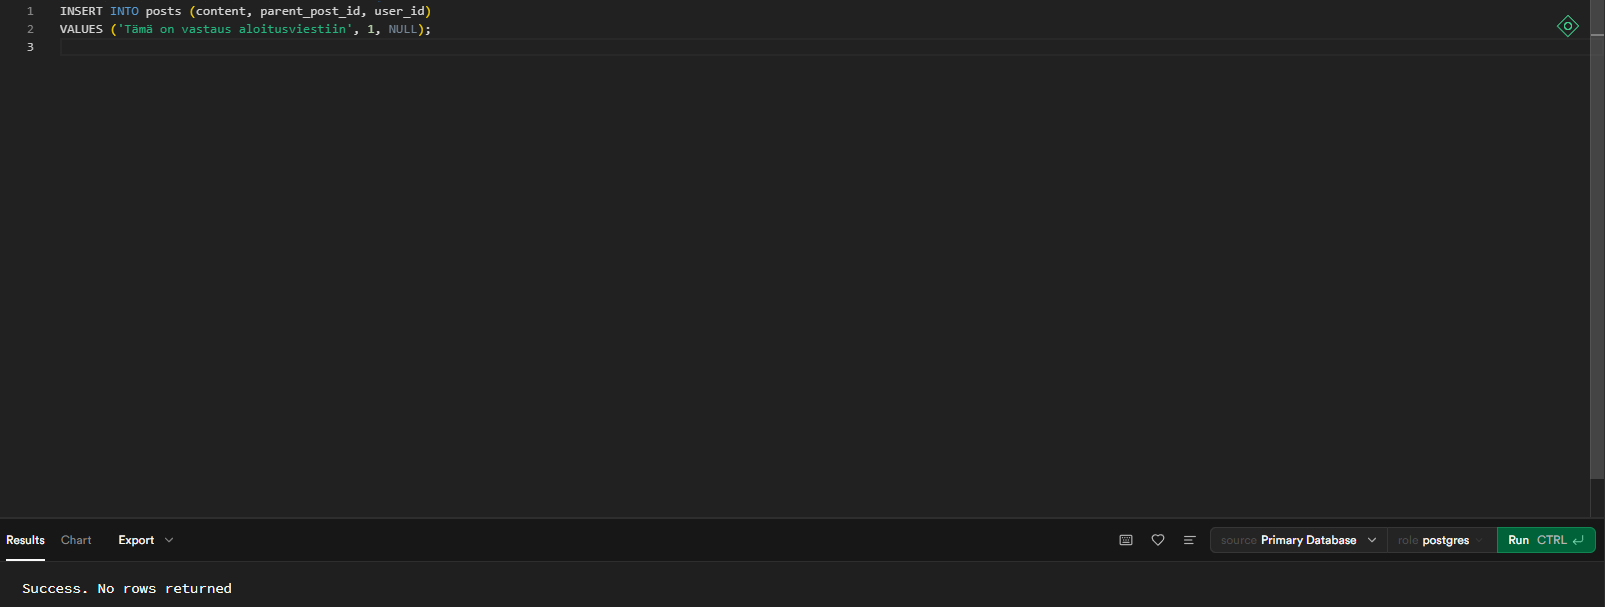 1 INSERT INTO posts (content, parent_post_id, user_id)
2 VALUES ('Tämä on vastaus aloitusviestiin', 1, NULL);
3
Results Chart Export source Primary Database role postgres Run CTRL ↵
Success. No rows returned